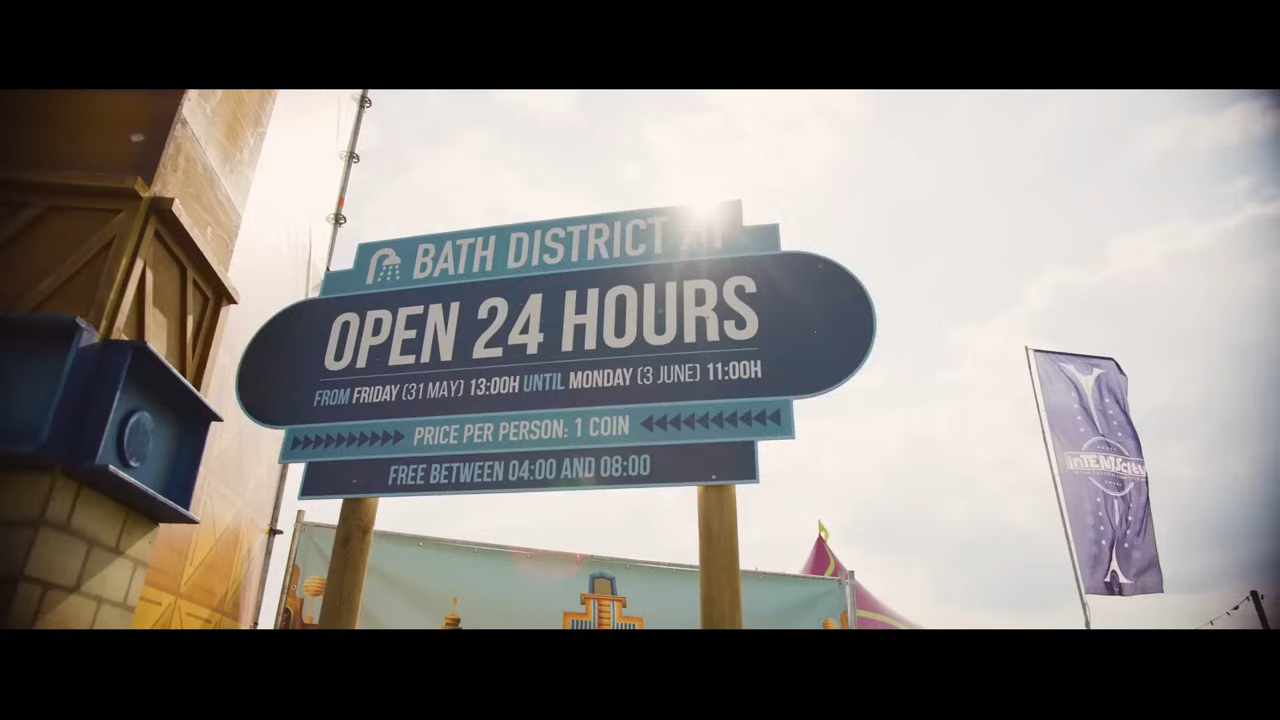 BATH DISTRICT
OPEN 24 HOURS
FROM FRIDAY (31 MAY) 13:00H UNTIL MONDAY (3 JUNE) 11:00H
PRICE PER PERSON: 1 COIN
FREE BETWEEN 04:00 AND 08:00
inTENTsCity